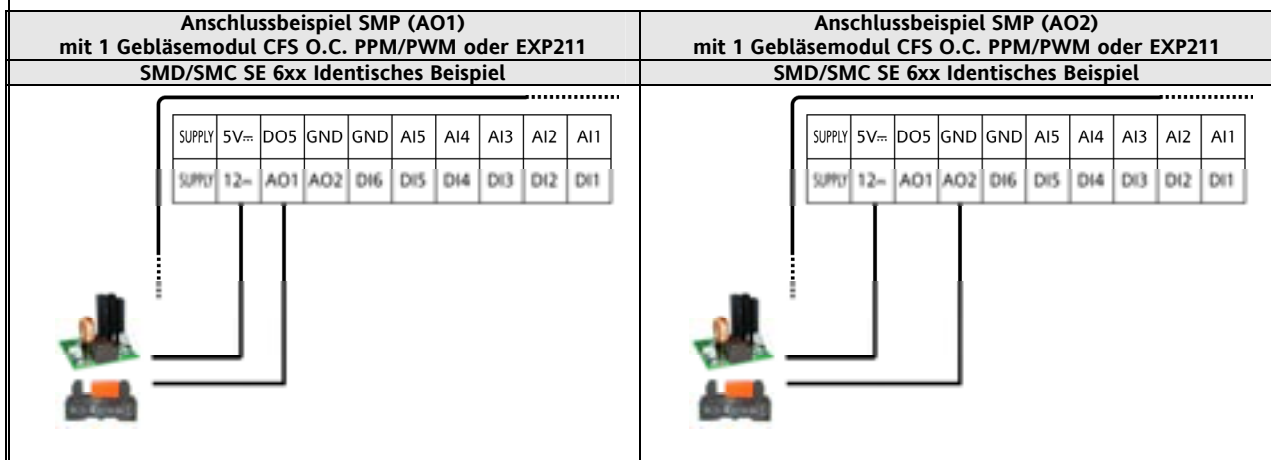 Anschlussbeispiel SMP (AO1)
mit 1 Gebläsemodul CFS O.C. PPM/PWM oder EXP211
SMD/SMC SE 6xx Identisches Beispiel
SUPPLY 5V⎓ DO5 GND GND AI5 AI4 AI3 AI2 AI1
SUPPLY 12⎓ AO1 AO2 DI6 DI5 DI4 DI3 DI2 DI1
Anschlussbeispiel SMP (AO2)
mit 1 Gebläsemodul CFS O.C. PPM/PWM oder EXP211
SMD/SMC SE 6xx Identisches Beispiel
SUPPLY 5V⎓ DO5 GND GND AI5 AI4 AI3 AI2 AI1
SUPPLY 12⎓ AO1 AO2 DI6 DI5 DI4 DI3 DI2 DI1